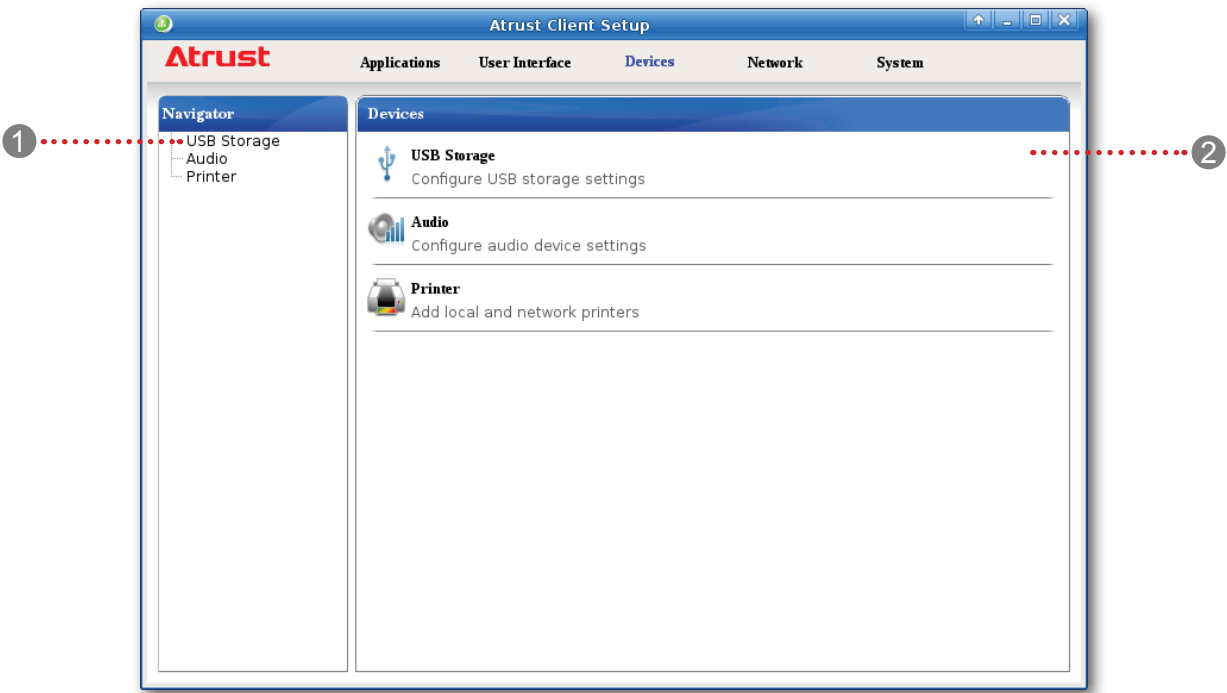 Atrust Client Setup
Atrust
Applications User Interface Devices Network System
Navigator
USB Storage
Audio
Printer
Devices
USB Storage
Configure USB storage settings
Audio
Configure audio device settings
Printer
Add local and network printers
1
2